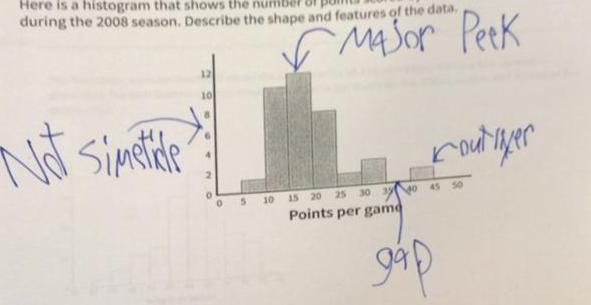 Here is a histogram that shows the number of points
during the 2008 season. Describe the shape and features of the data.
Major Peek
Not Simetricle
outlyer
12
10
8
6
4
2
0
0 5 10 15 20 25 30 35 40 45 50
Points per game
gap